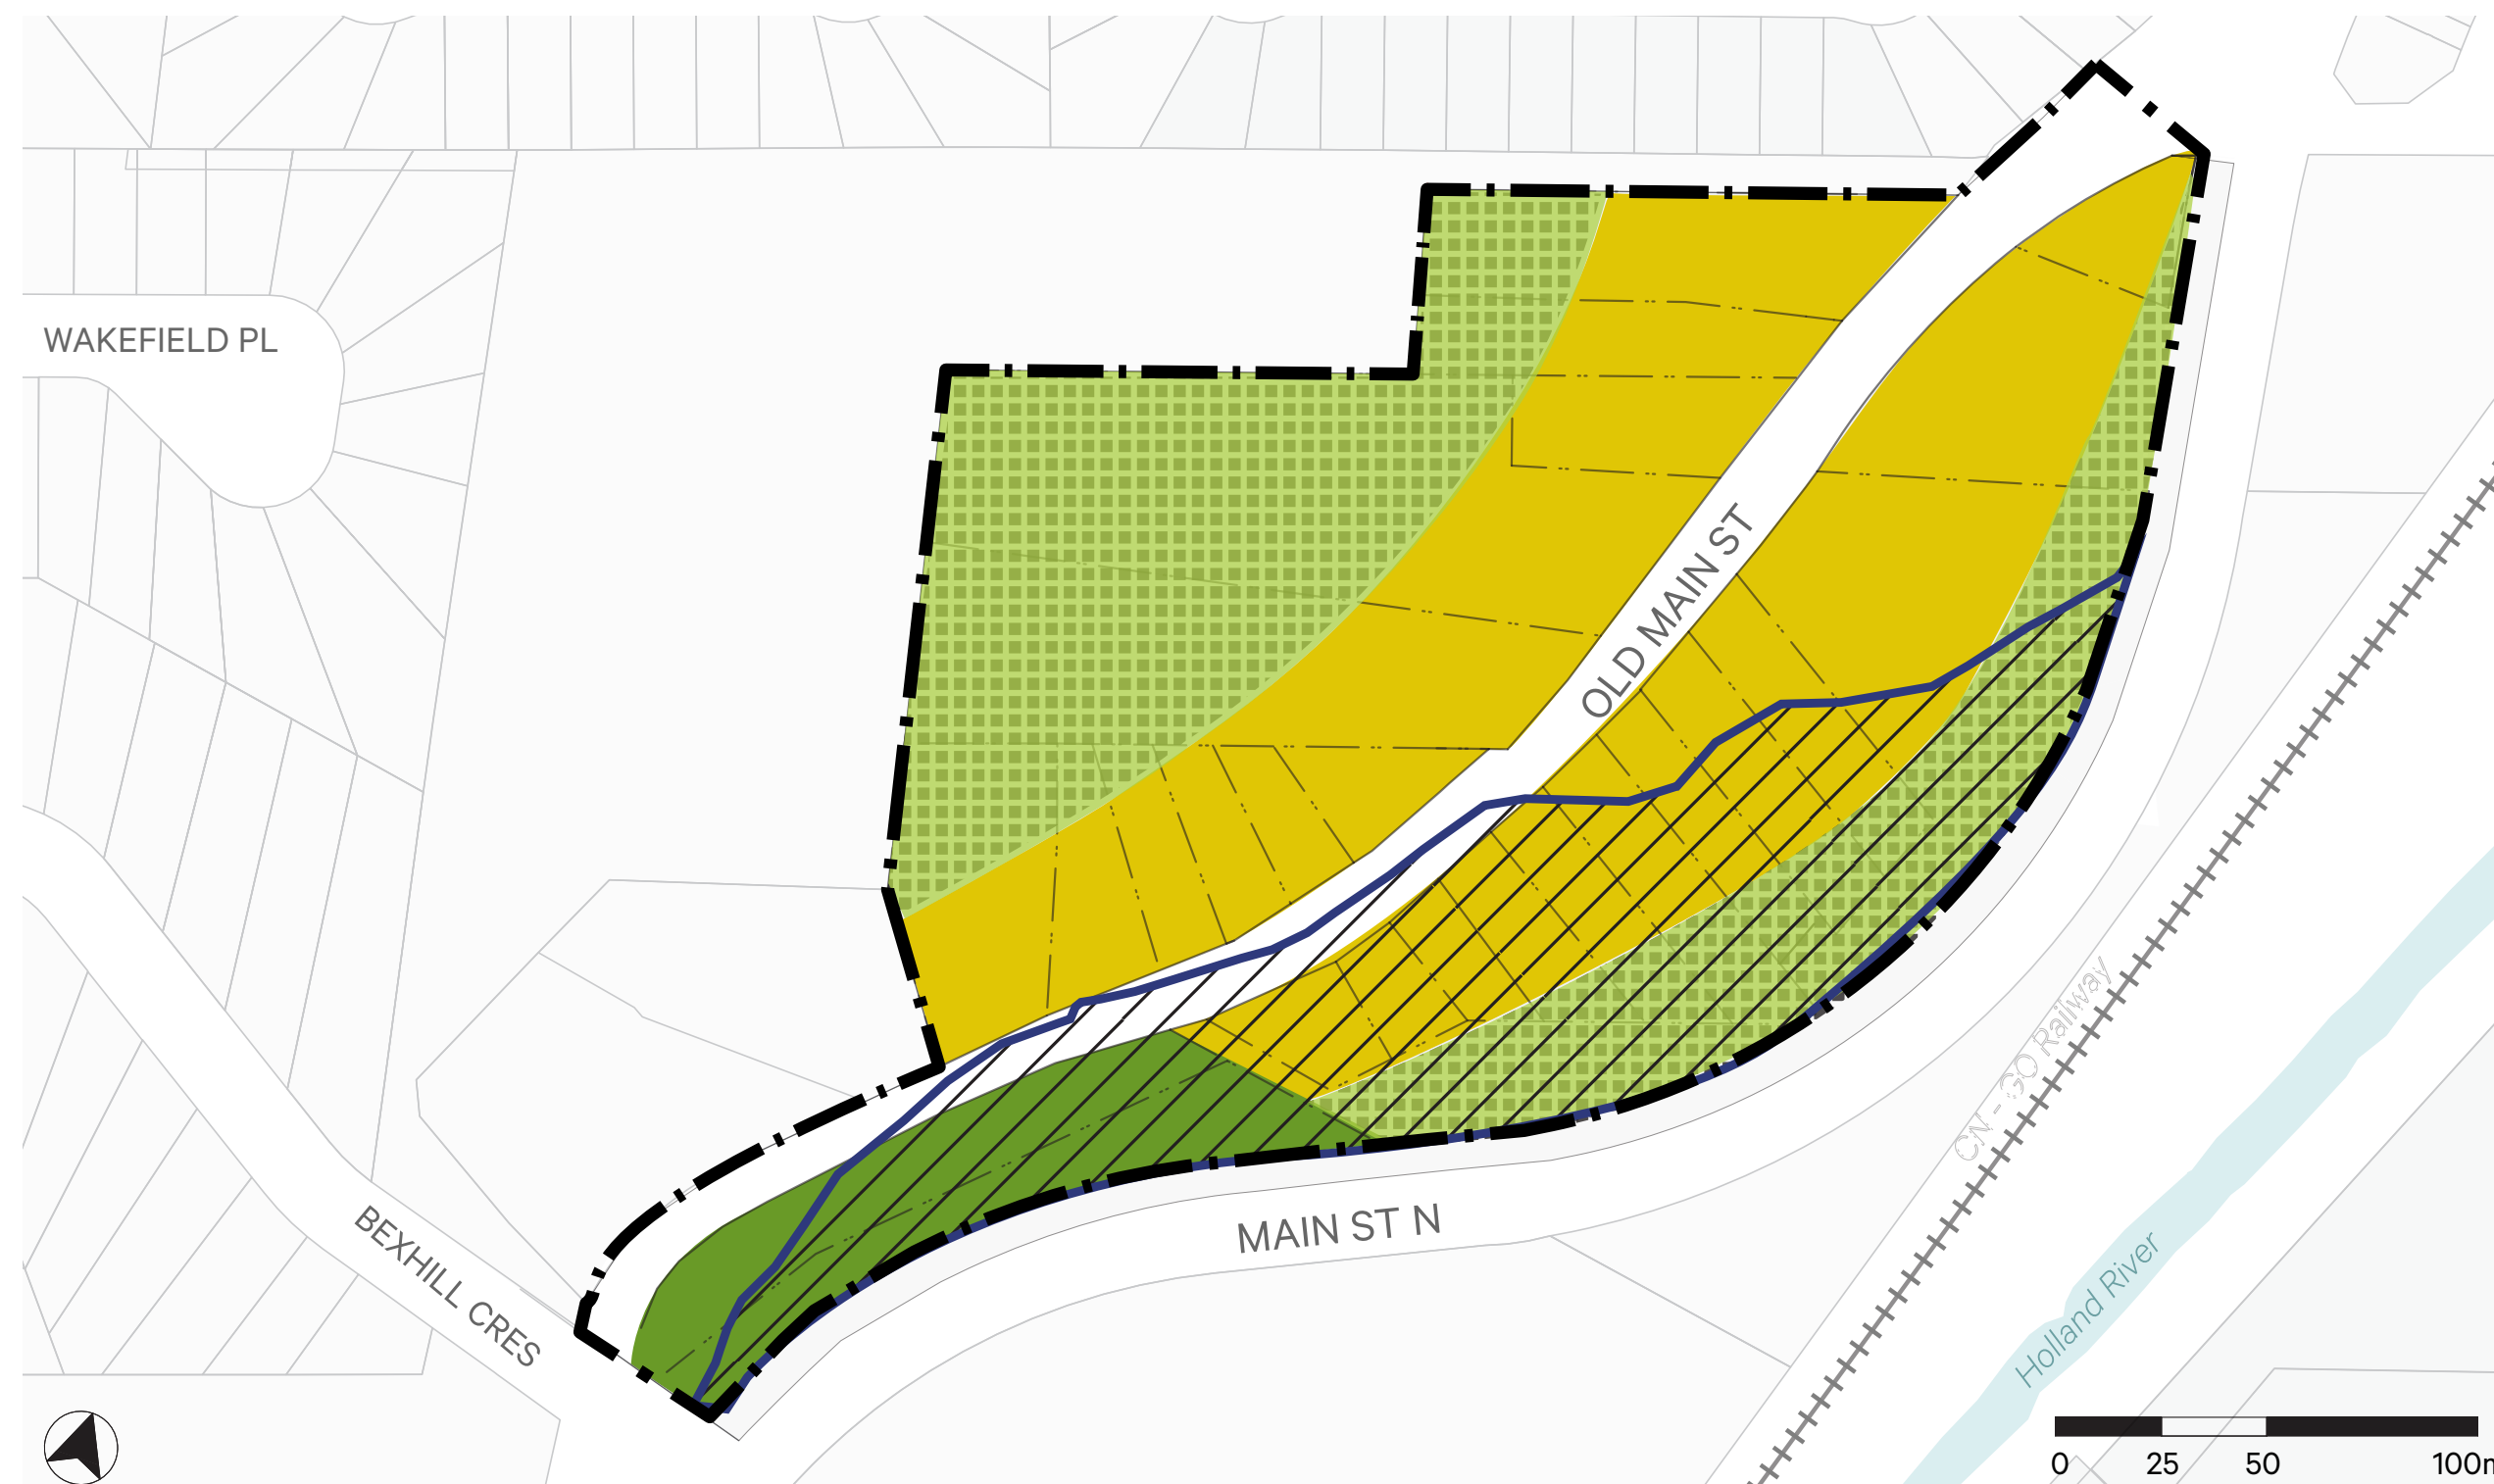 WAKEFIELD PL
OLD MAIN ST
CN - GO Railway
BEXHILL CRES
MAIN ST N
Holland River
0 25 50 100m